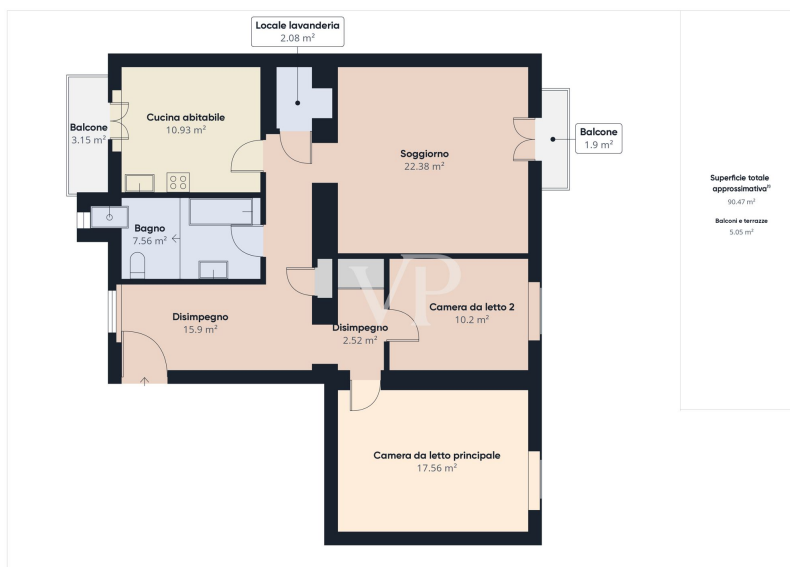 Locale lavanderia
2.08 m²
Cucina abitabile
10.93 m²
Balcone
3.15 m²
Soggiorno
22.38 m²
Balcone
1.9 m²
Bagno
7.56 m²
Disimpegno
15.9 m²
Disimpegno
2.52 m²
Camera da letto 2
10.2 m²
Camera da letto principale
17.56 m²
VP
Superficie totale
approssimativa⁽¹⁾
90.47 m²
Balconi e terrazze
5.05 m²